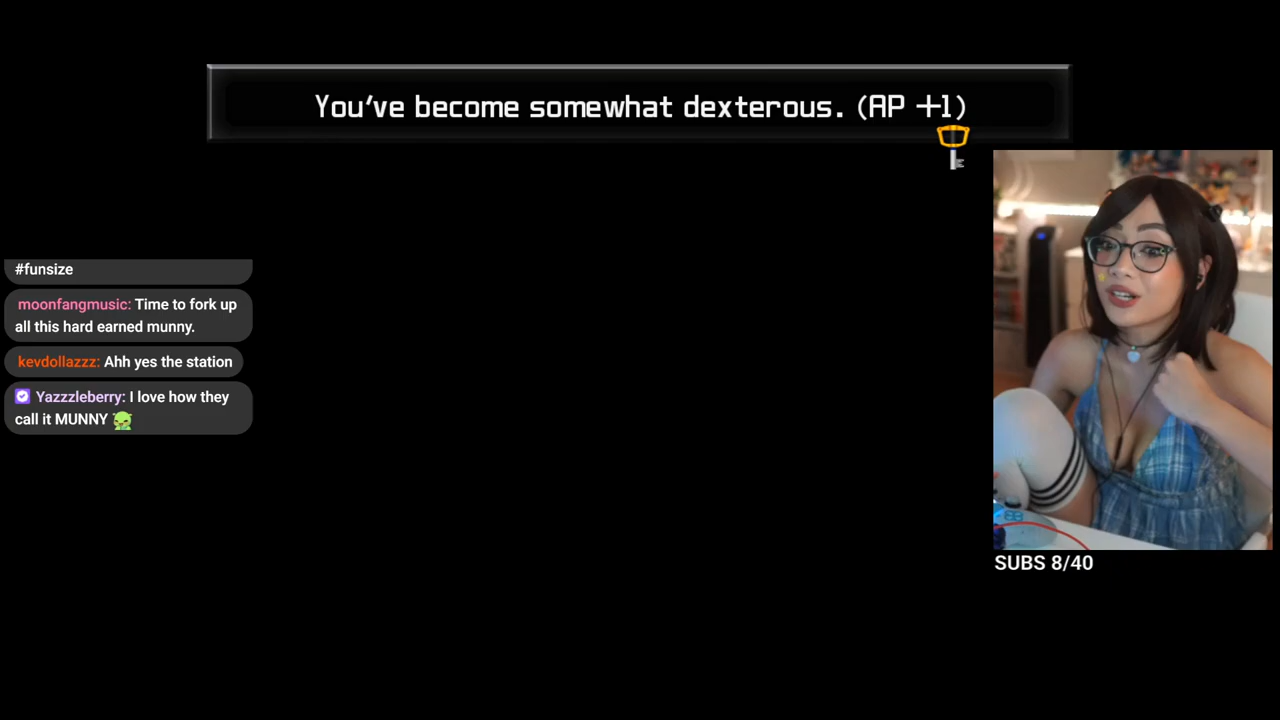 You've become somewhat dexterous. (AP +1)
#funsize
moonfangmusic: Time to fork up
all this hard earned munny.
kevdollazzz: Ahh yes the station
Yazzzleberry: I love how they
call it MUNNY
SUBS 8/40